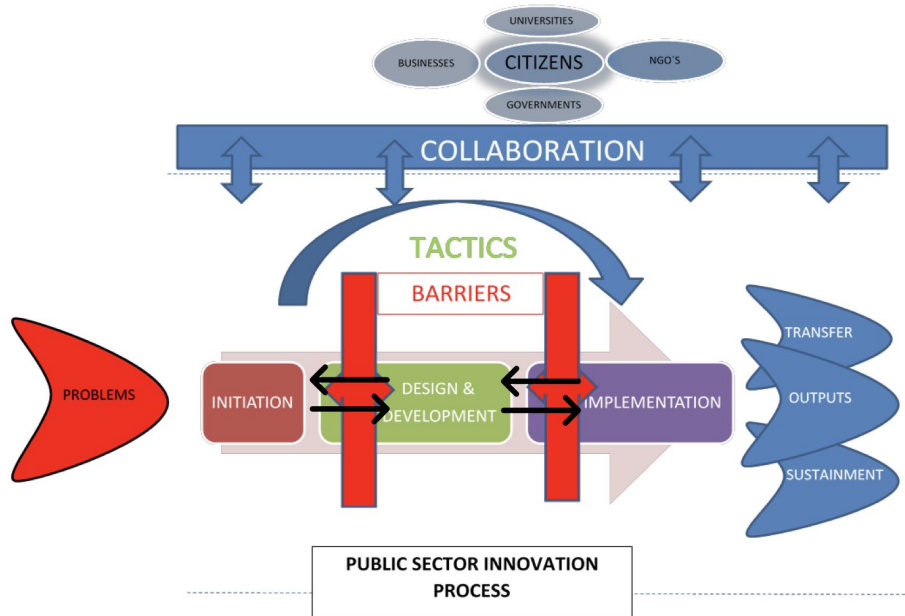 UNIVERSITIES
BUSINESSES
CITIZENS
NGO`S
GOVERNMENTS
COLLABORATION
TACTICS
BARRIERS
PROBLEMS
INITIATION
DESIGN &
DEVELOPMENT
IMPLEMENTATION
TRANSFER
OUTPUTS
SUSTAINMENT
PUBLIC SECTOR INNOVATION
PROCESS